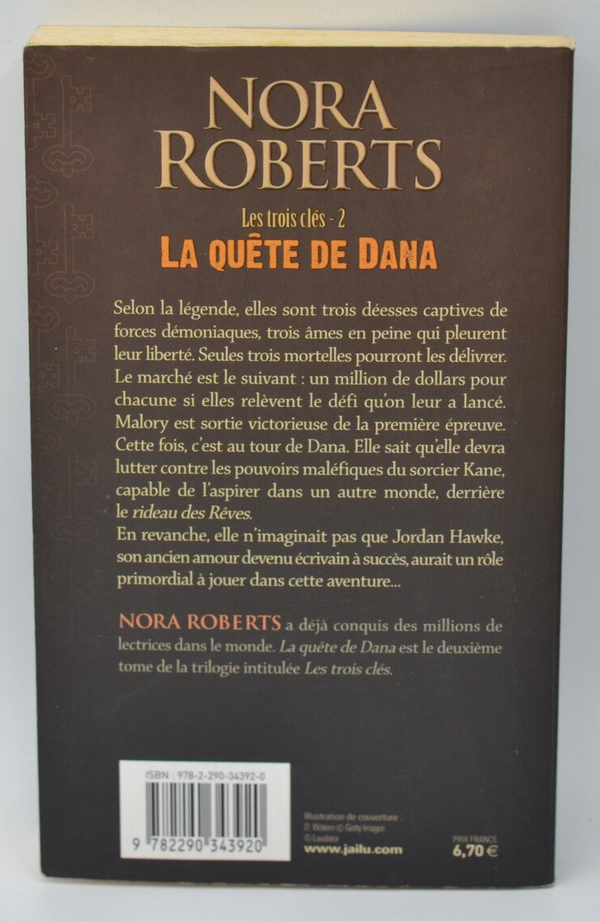 NORA
ROBERTS
Les trois clés - 2
LA QUÊTE DE DANA
Selon la légende, elles sont trois déesses captives de
forces démoniaques, trois âmes en peine qui pleurent
leur liberté. Seules trois mortelles pourront les délivrer.
Le marché est le suivant : un million de dollars pour
chacune si elles relèvent le défi qu'on leur a lancé.
Malory est sortie victorieuse de la première épreuve.
Cette fois, c'est au tour de Dana. Elle sait qu'elle devra
lutter contre les pouvoirs maléfiques du sorcier Kane,
capable de l'aspirer dans un autre monde, derrière
le rideau des Rêves.
En revanche, elle n'imaginait pas que Jordan Hawke,
son ancien amour devenu écrivain à succès, aurait un rôle
primordial à jouer dans cette aventure...
NORA ROBERTS a déjà conquis des millions de
lectrices dans le monde. La quête de Dana est le deuxième
tome de la trilogie intitulée Les trois clés.
ISBN : 978-2-290-34392-0
9 782290 343920
Illustration de couverture :
D. Waters © Getty Images
© Laudator
www.jailu.com
PRIX FRANCE
6,70 €